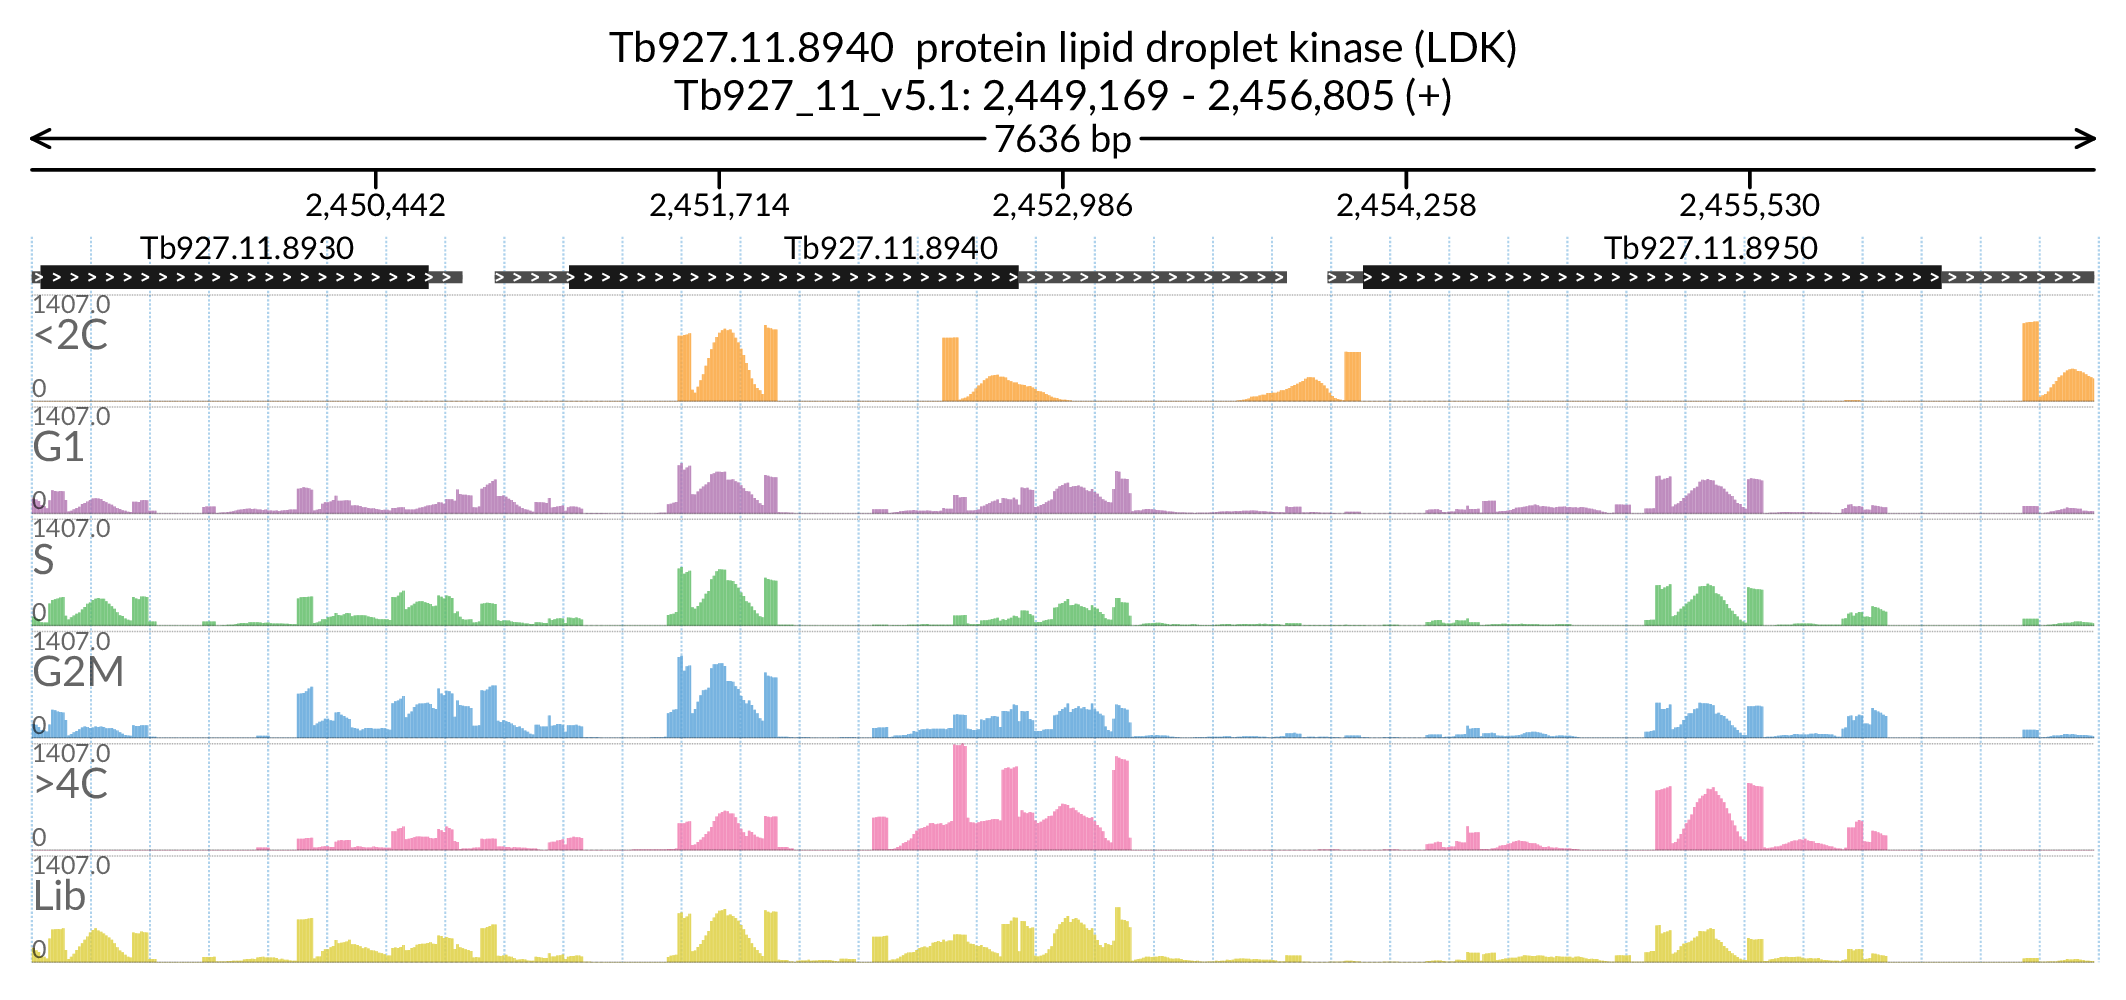 Tb927.11.8940  protein lipid droplet kinase (LDK)
Tb927_11_v5.1: 2,449,169 - 2,456,805 (+)
7636 bp
2,450,442 2,451,714 2,452,986 2,454,258 2,455,530
Tb927.11.8930 Tb927.11.8940 Tb927.11.8950
1407.0
<2C
0
1407.0
G1
0
1407.0
S
0
1407.0
G2M
0
1407.0
>4C
0
1407.0
Lib
0